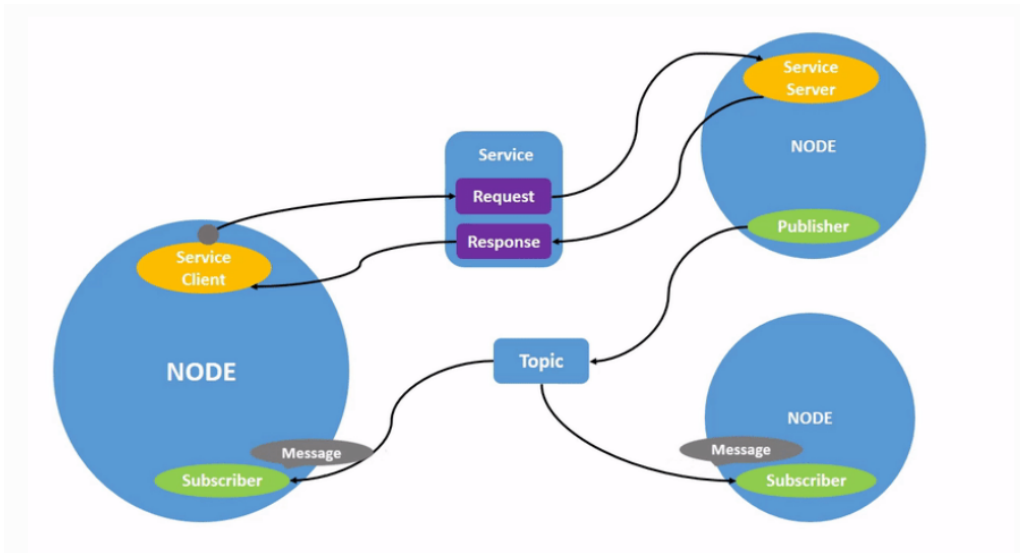 Service
Server
NODE
Publisher
Service
Request
Response
Service
Client
NODE
Message
Subscriber
Topic
NODE
Message
Subscriber